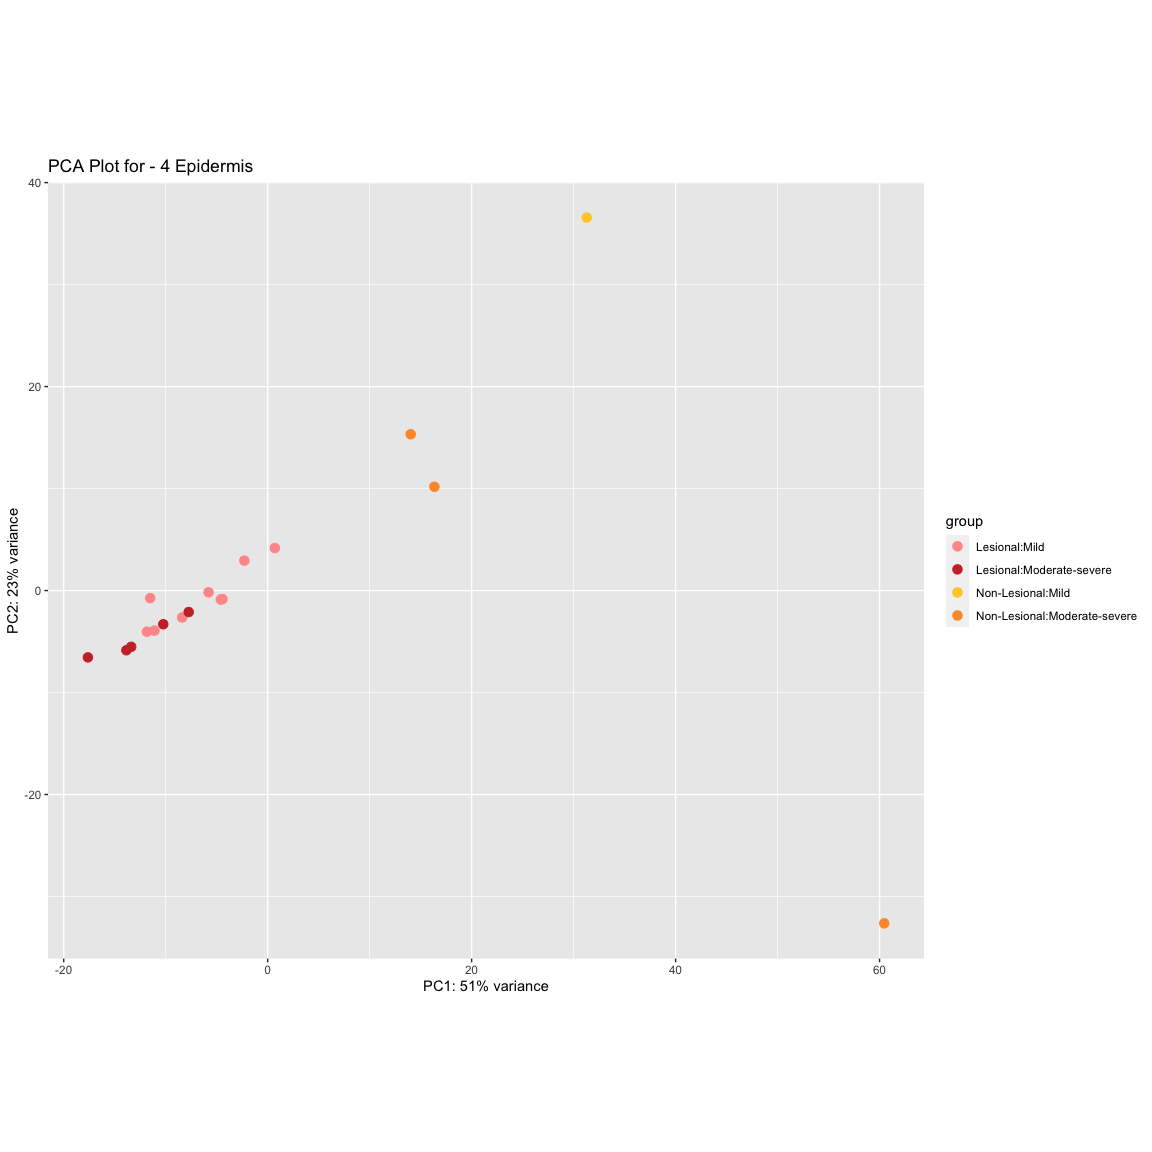 PCA Plot for - 4 Epidermis
40
20
0
-20
PC2: 23% variance
-20
0
20
40
60
PC1: 51% variance
group
Lesional:Mild
Lesional:Moderate-severe
Non-Lesional:Mild
Non-Lesional:Moderate-severe